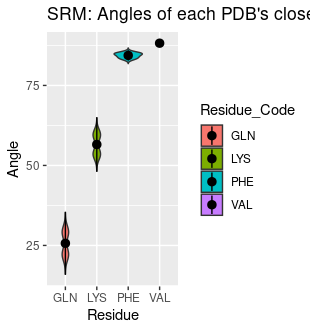 SRM: Angles of each PDB's close
75
50
25
Angle
GLN LYS PHE VAL
Residue
Residue_Code
GLN
LYS
PHE
VAL